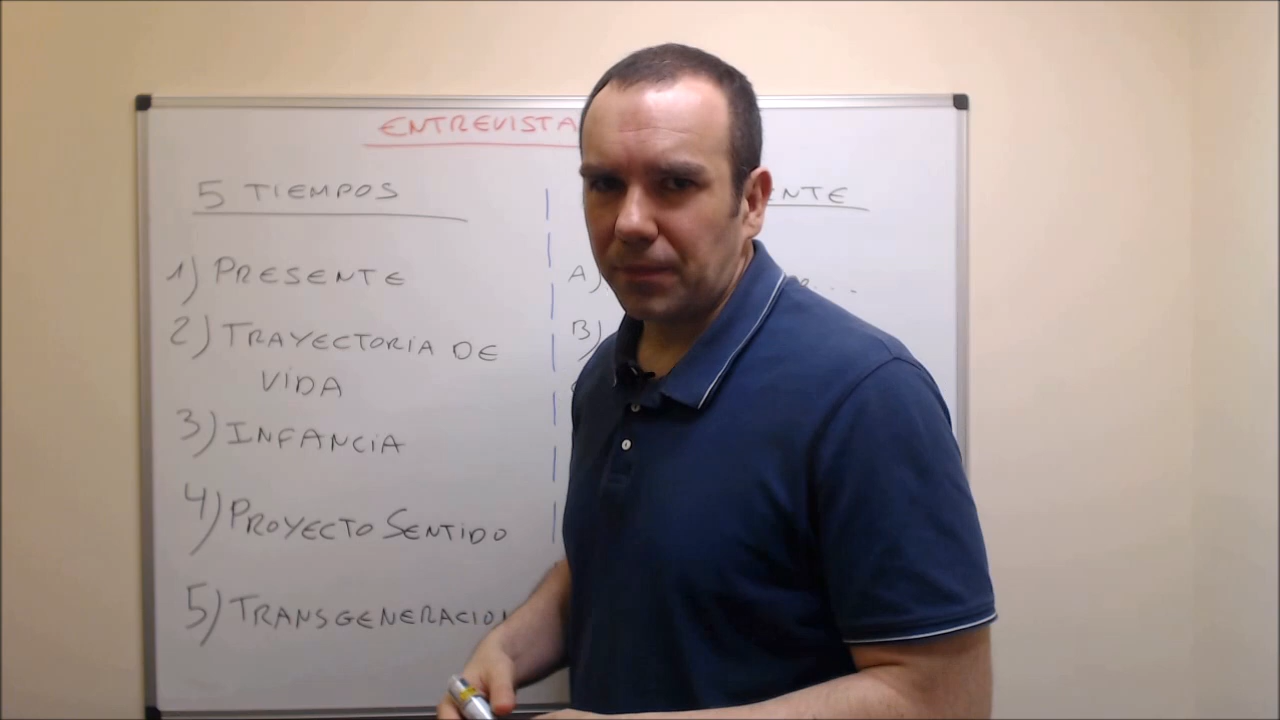 ENTREVISTA
5 TIEMPOS
1) PRESENTE
2) TRAYECTORIA DE
VIDA
3) INFANCIA
4) PROYECTO SENTIDO
5) TRANSGENERACION
ENTE
A)
B)